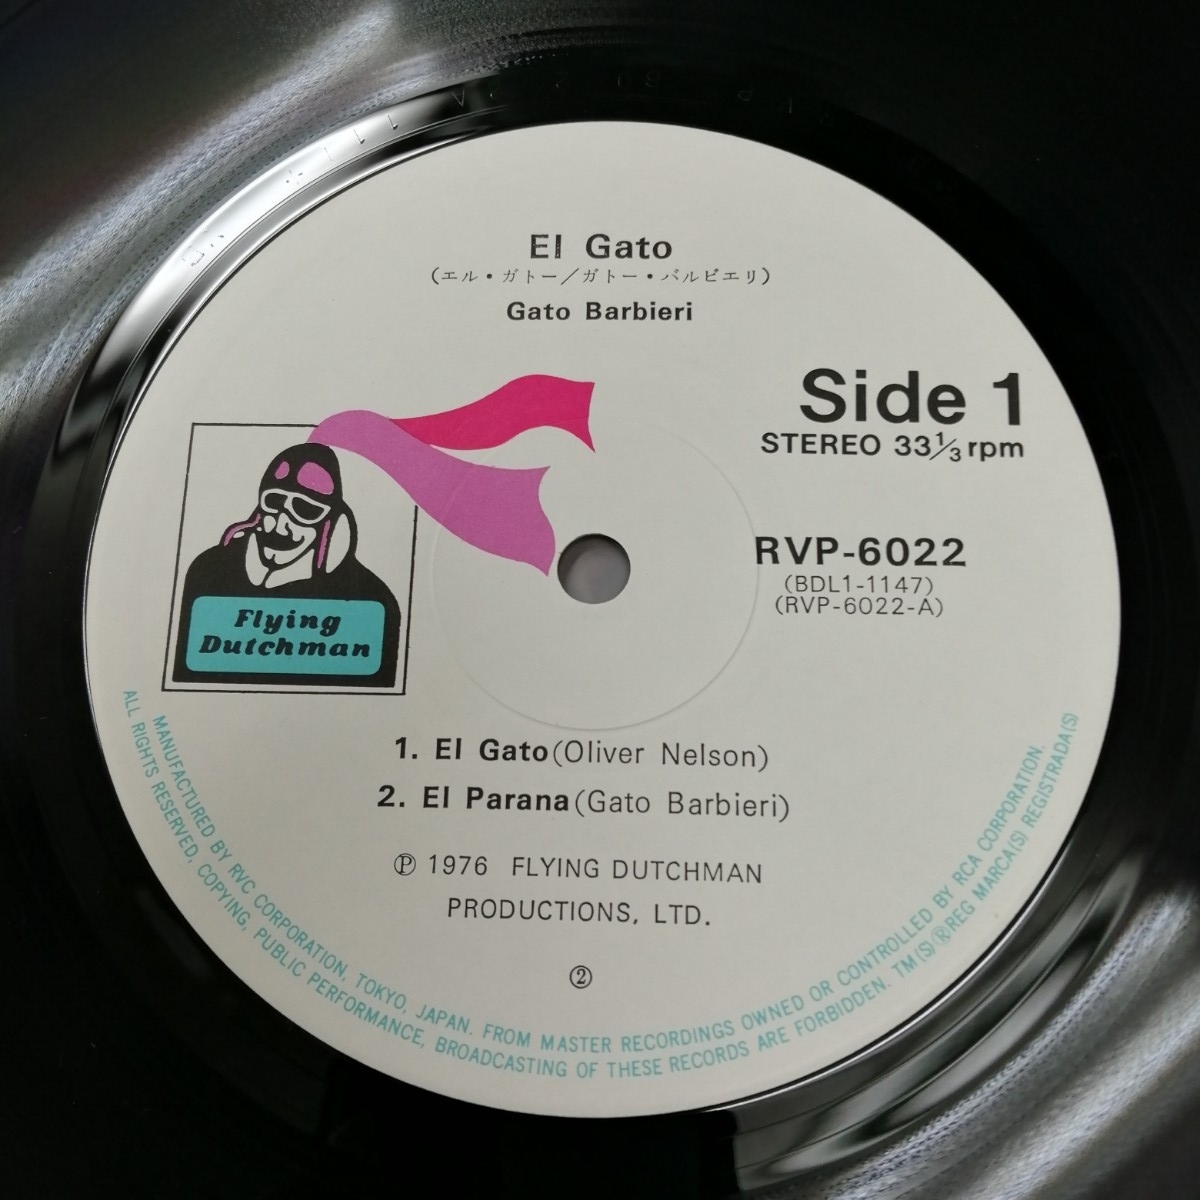 El Gato
(エル・ガトー／ガトー・バルビエリ)
Gato Barbieri
Side 1
STEREO 33⅓rpm
RVP-6022
(BDL1-1147)
(RVP-6022-A)
Flying
Dutchman
1. El Gato(Oliver Nelson)
2. El Parana(Gato Barbieri)
Ⓟ 1976 FLYING DUTCHMAN
PRODUCTIONS, LTD.
②
MANUFACTURED BY RVC CORPORATION, TOKYO, JAPAN. FROM MASTER RECORDINGS OWNED OR CONTROLLED BY RCA CORPORATION.
ALL RIGHTS RESERVED, COPYING, PUBLIC PERFORMANCE, BROADCASTING OF THESE RECORDS ARE FORBIDDEN. TM(S)®REG MARCA(S) REGISTRADA(S)